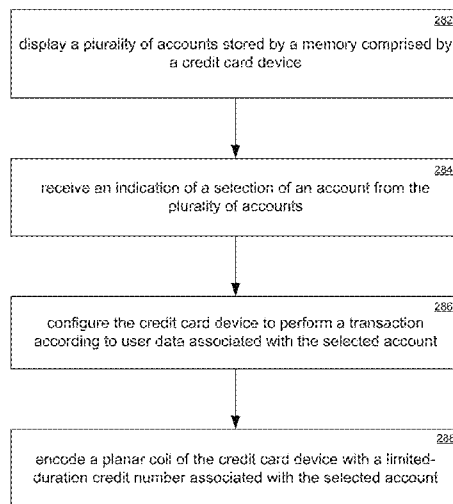 282
display a plurality of accounts stored by a memory comprised by
a credit card device
284
receive an indication of a selection of an account from the
plurality of accounts
286
configure the credit card device to perform a transaction
according to user data associated with the selected account
288
encode a planar coil of the credit card device with a limited-
duration credit number associated with the selected account